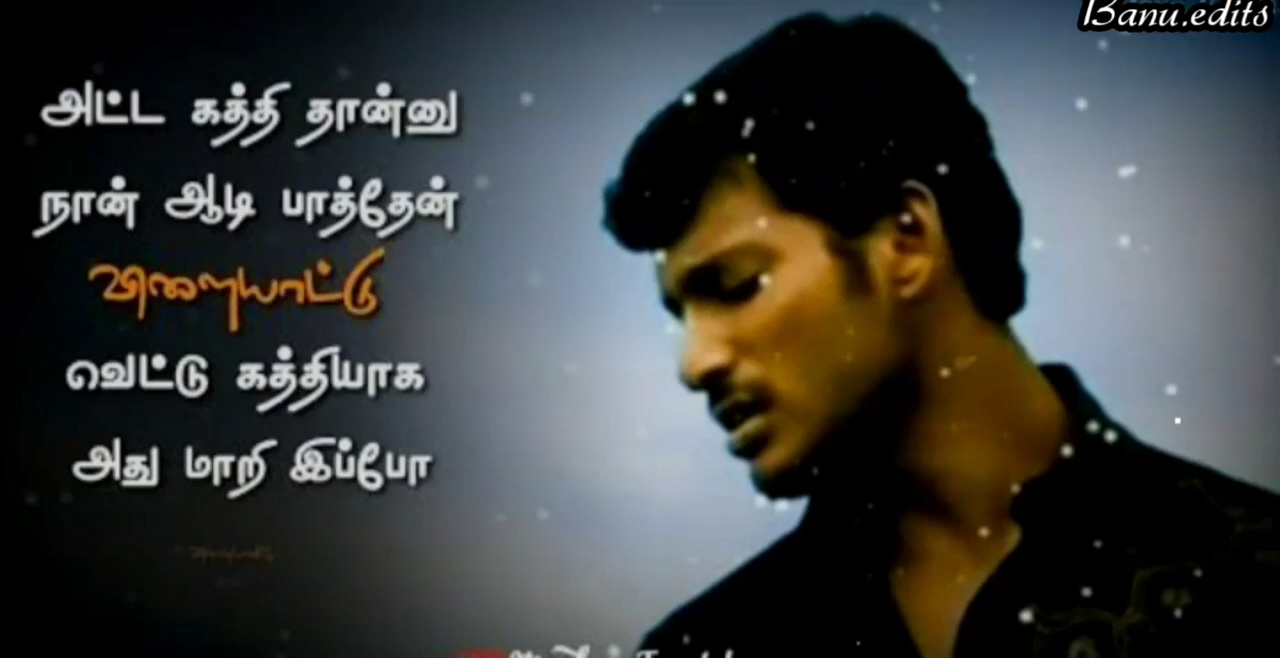 Banu.edits
அட்ட கத்தி தான்னு
நான் ஆடி பாத்தேன்
விளையாட்டு
வெட்டு கத்தியாக
அது மாறி இப்போ